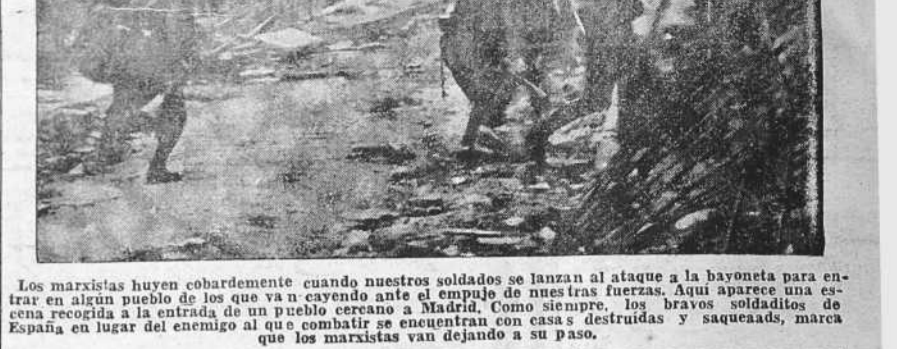 Los marxistas huyen cobardemente cuando nuestros soldados se lanzan al ataque a la bayoneta para en-
trar en algún pueblo de los que va n cayendo ante el empuje de nues tras fuerzas. Aquí aparece una es-
cena recogida a la entrada de un pueblo cercano a Madrid. Como siempre, los bravos soldaditos de
España en lugar del enemigo al que combatir se encuentran con casas destruídas y saqueaads, marca
que los marxistas van dejando a su paso.